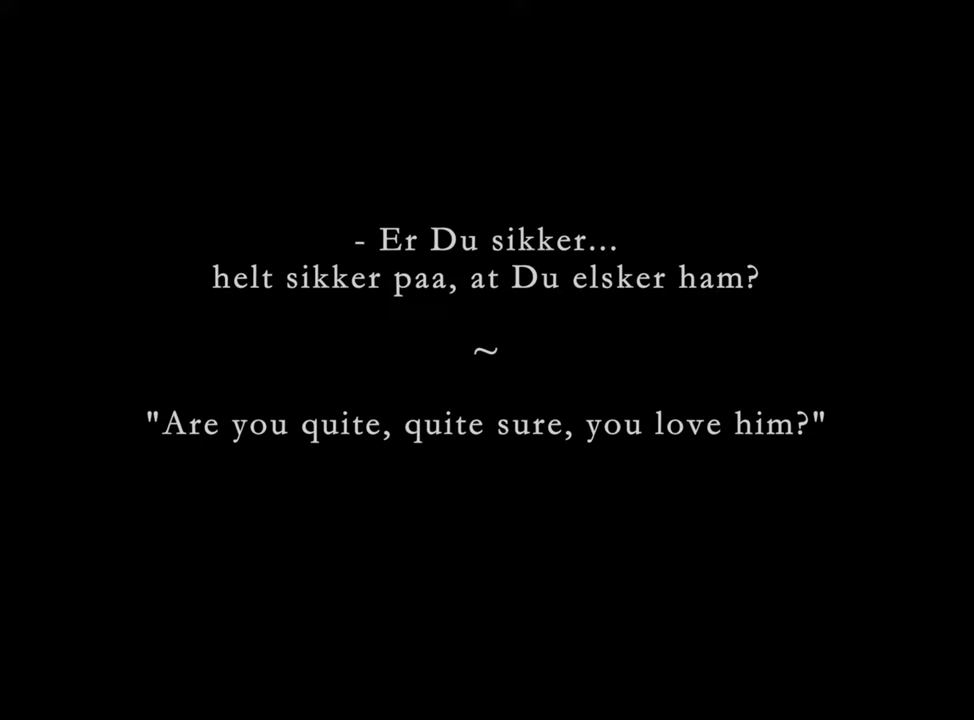 - Er Du sikker...
helt sikker paa, at Du elsker ham?
~
"Are you quite, quite sure, you love him?"